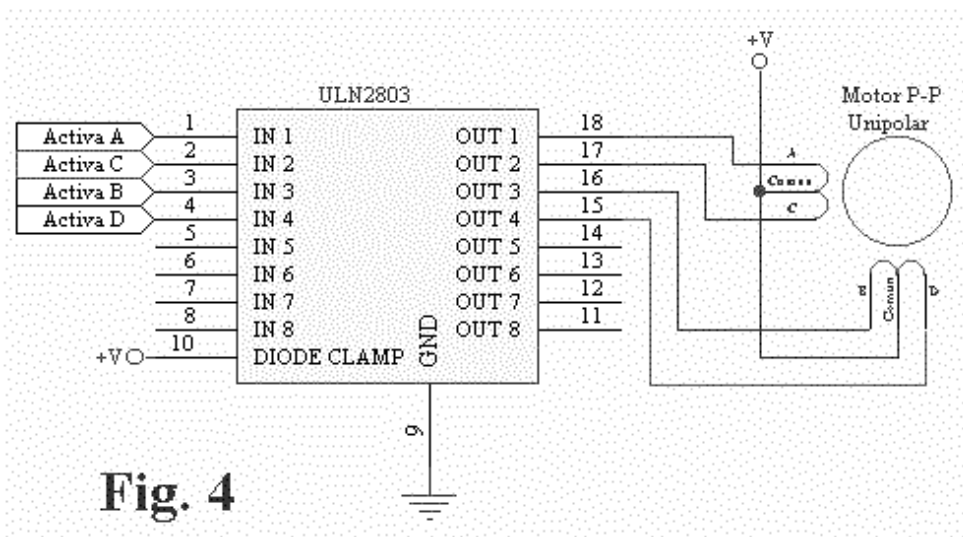 +V
ULN2803
Motor P-P
Unipolar
Activa A
1
IN 1
OUT 1
18
A
Activa C
2
IN 2
OUT 2
17
Comun
Activa B
3
IN 3
OUT 3
16
C
Activa D
4
IN 4
OUT 4
15
5
IN 5
OUT 5
14
6
IN 6
OUT 6
13
7
IN 7
OUT 7
12
8
IN 8
OUT 8
11
B
Comun
D
+V
10
DIODE CLAMP
GND
9
Fig. 4